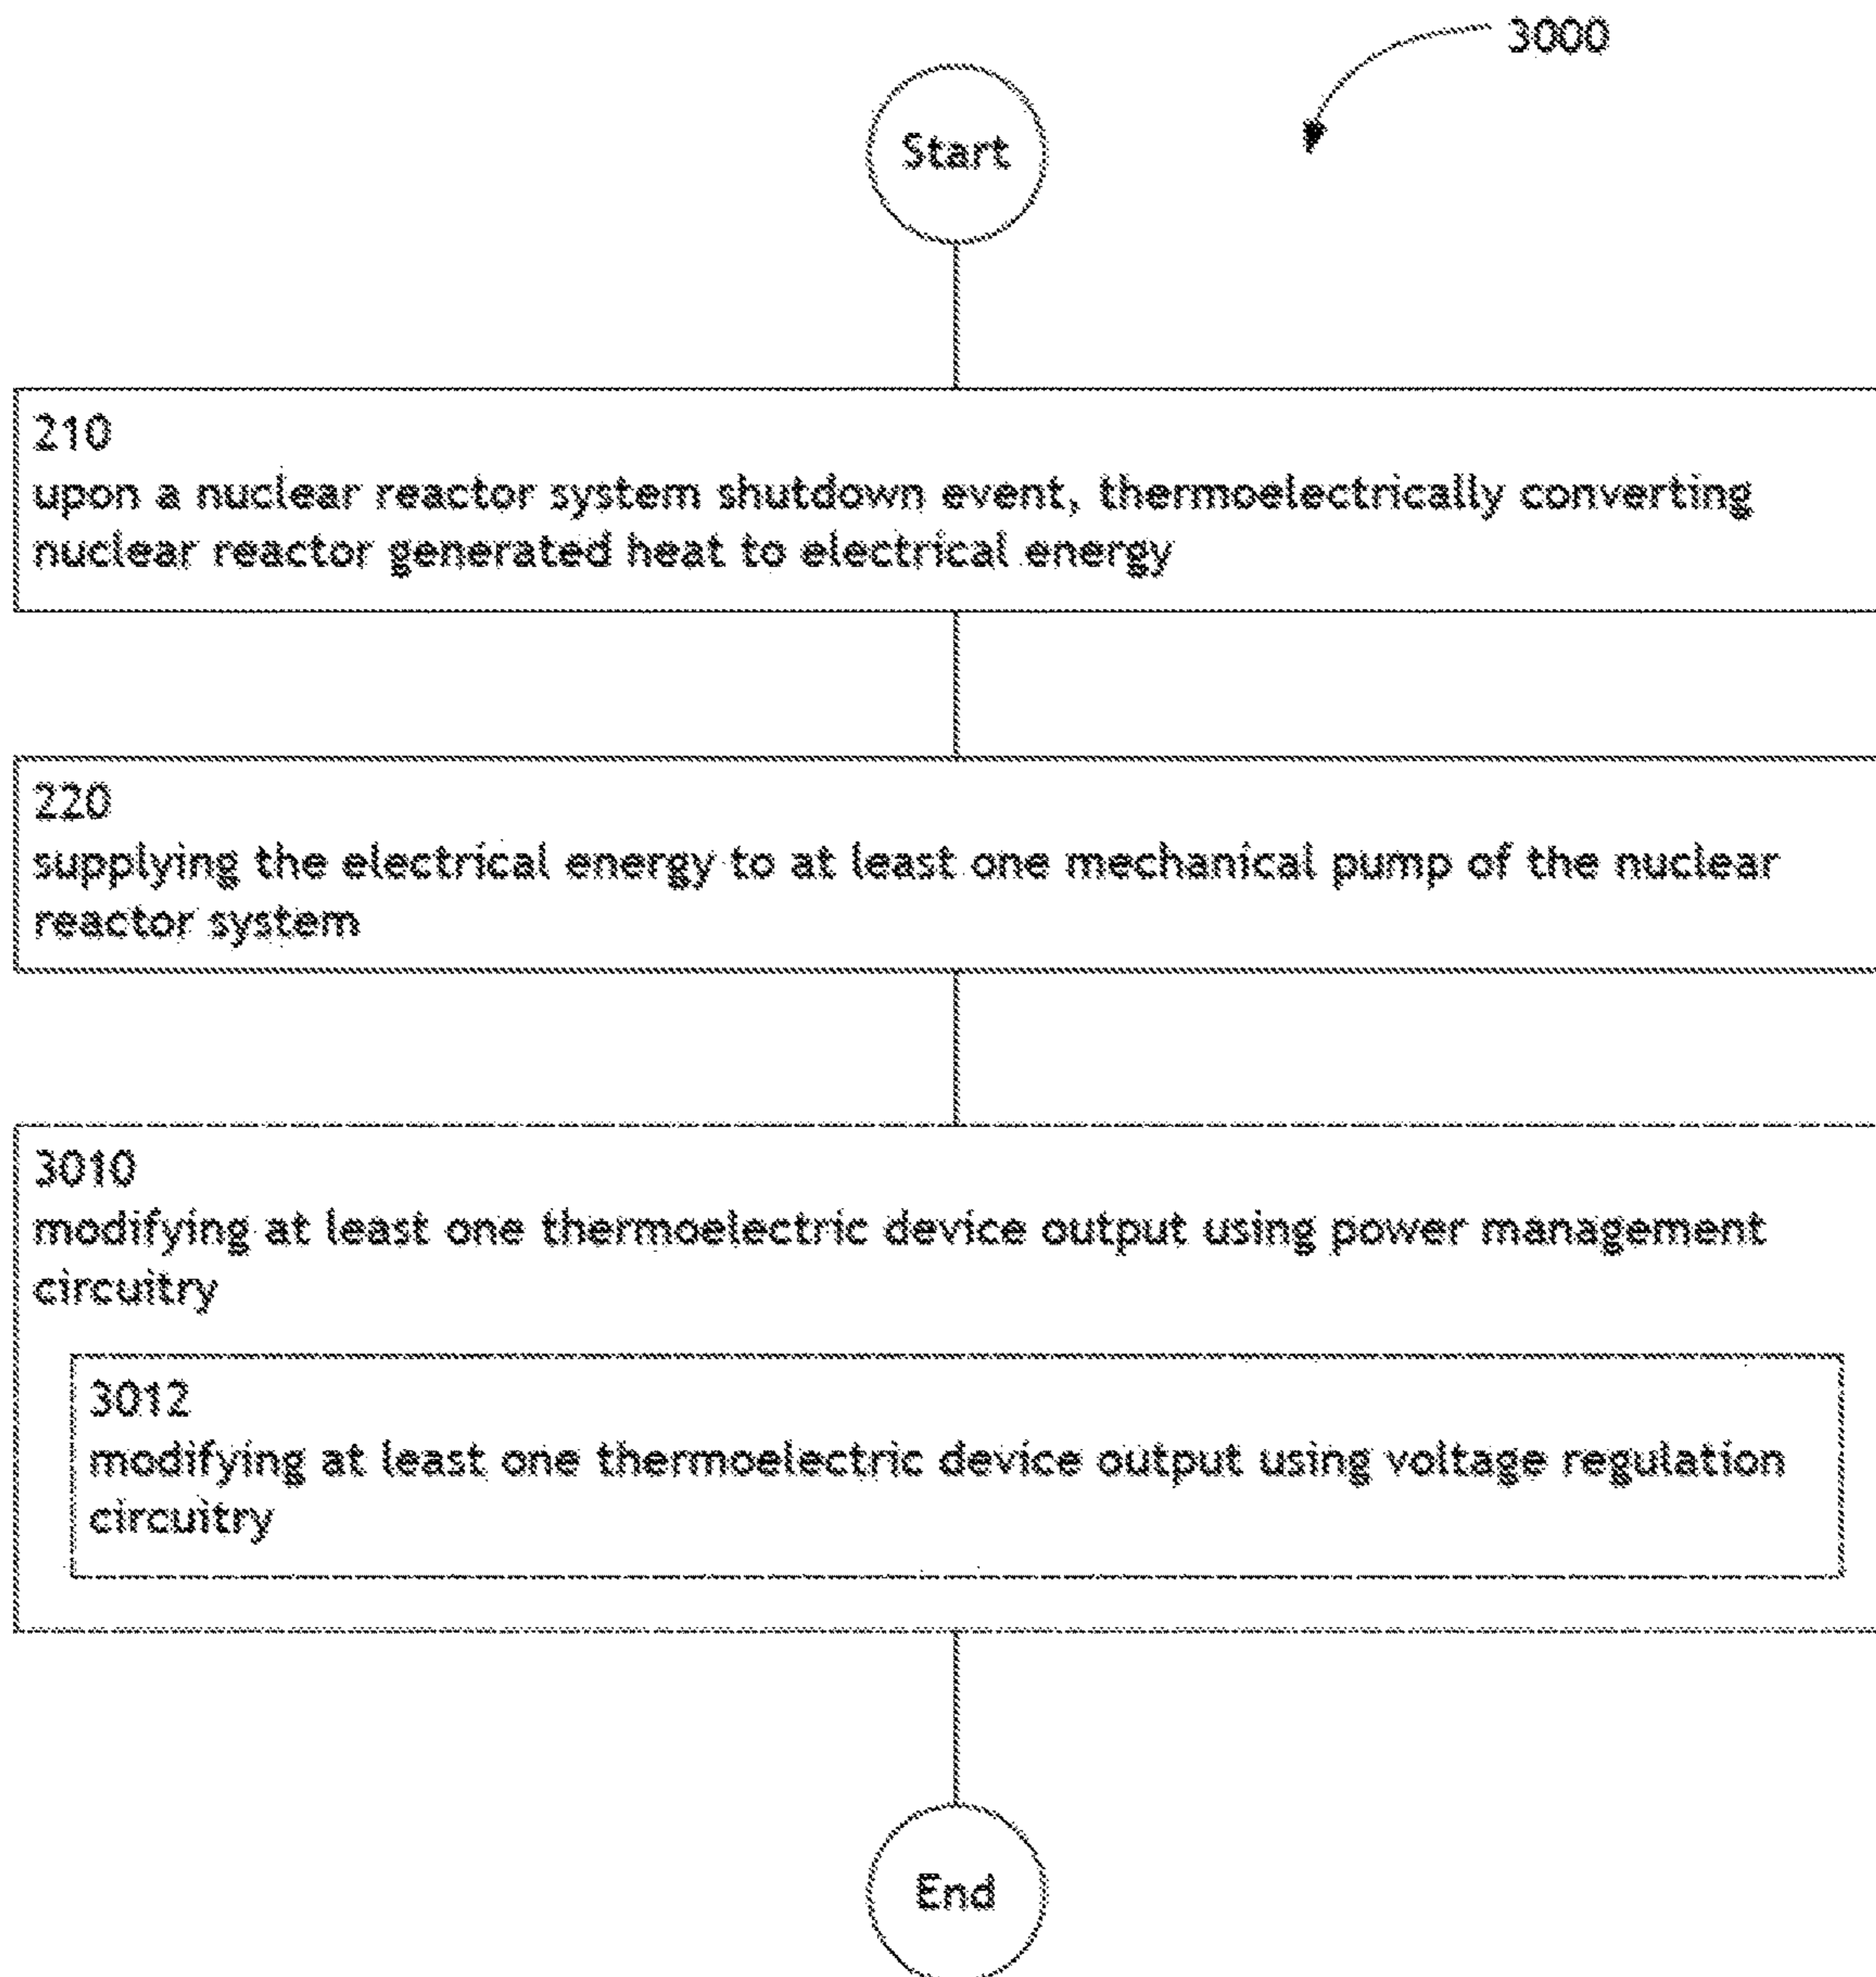 3000
Start
210
upon a nuclear reactor system shutdown event, thermoelectrically converting
nuclear reactor generated heat to electrical energy
220
supplying the electrical energy to at least one mechanical pump of the nuclear
reactor system
3010
modifying at least one thermoelectric device output using power management
circuitry
3012
modifying at least one thermoelectric device output using voltage regulation
circuitry
End